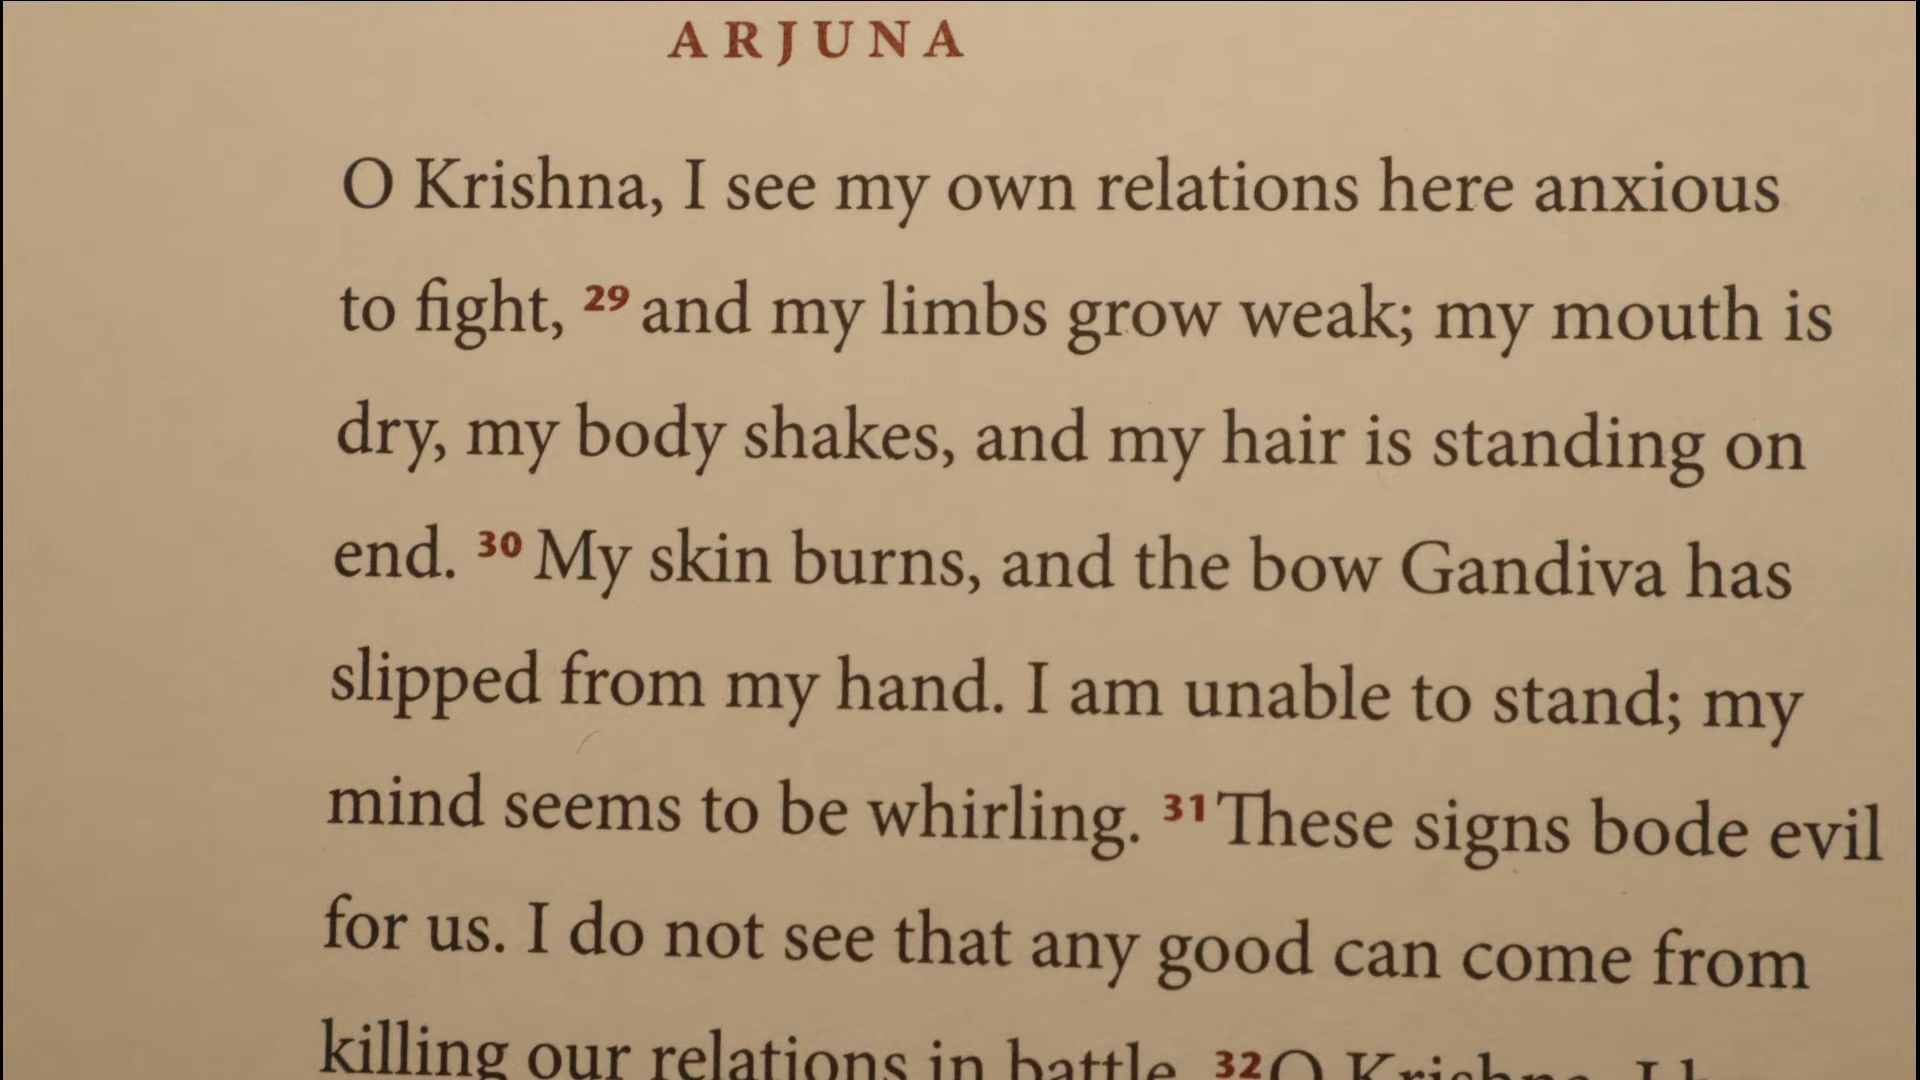 ARJUNA
O Krishna, I see my own relations here anxious
to fight, 29 and my limbs grow weak; my mouth is
dry, my body shakes, and my hair is standing on
end. 30 My skin burns, and the bow Gandiva has
slipped from my hand. I am unable to stand; my
mind seems to be whirling. 31 These signs bode evil
for us. I do not see that any good can come from
killing our relations in battle. 32 O Krishna, I